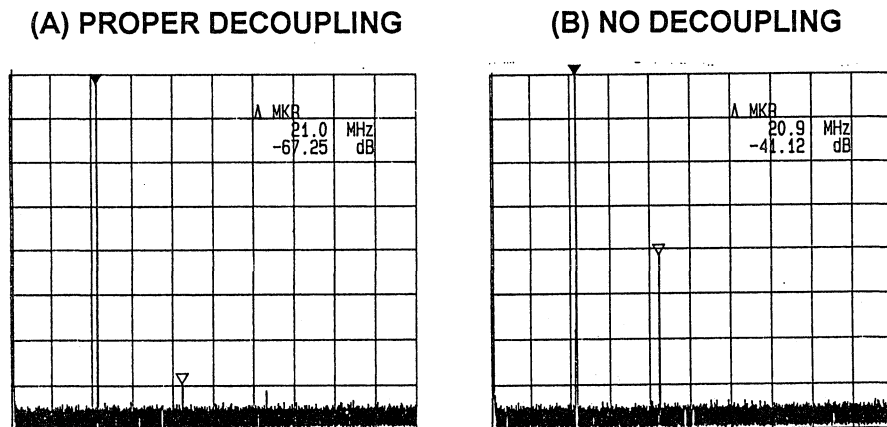 (A) PROPER DECOUPLING
(B) NO DECOUPLING
Δ MKR
21.0 MHz
-67.25 dB
Δ MKR
20.9 MHz
-41.12 dB